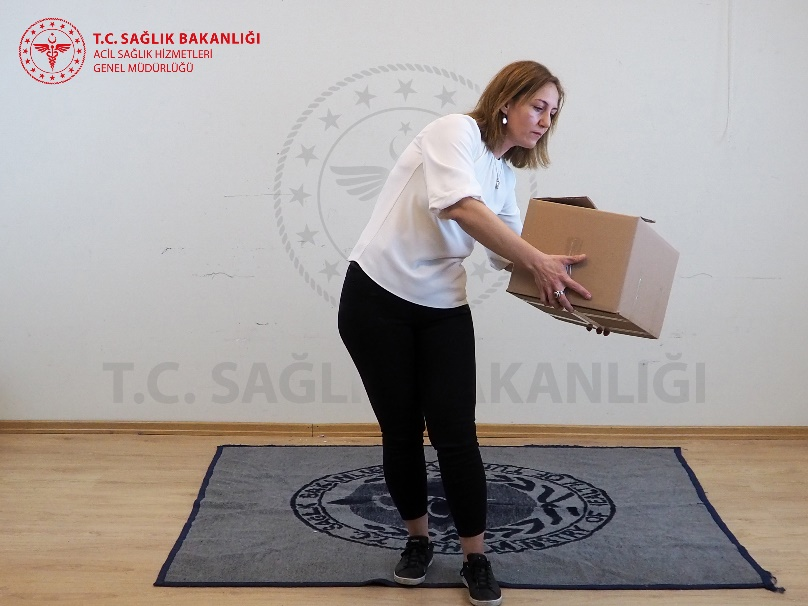 T.C. SAĞLIK BAKANLIĞI
ACİL SAĞLIK HİZMETLERİ
GENEL MÜDÜRLÜĞÜ
T.C. SAĞLIK BAKANLIĞI